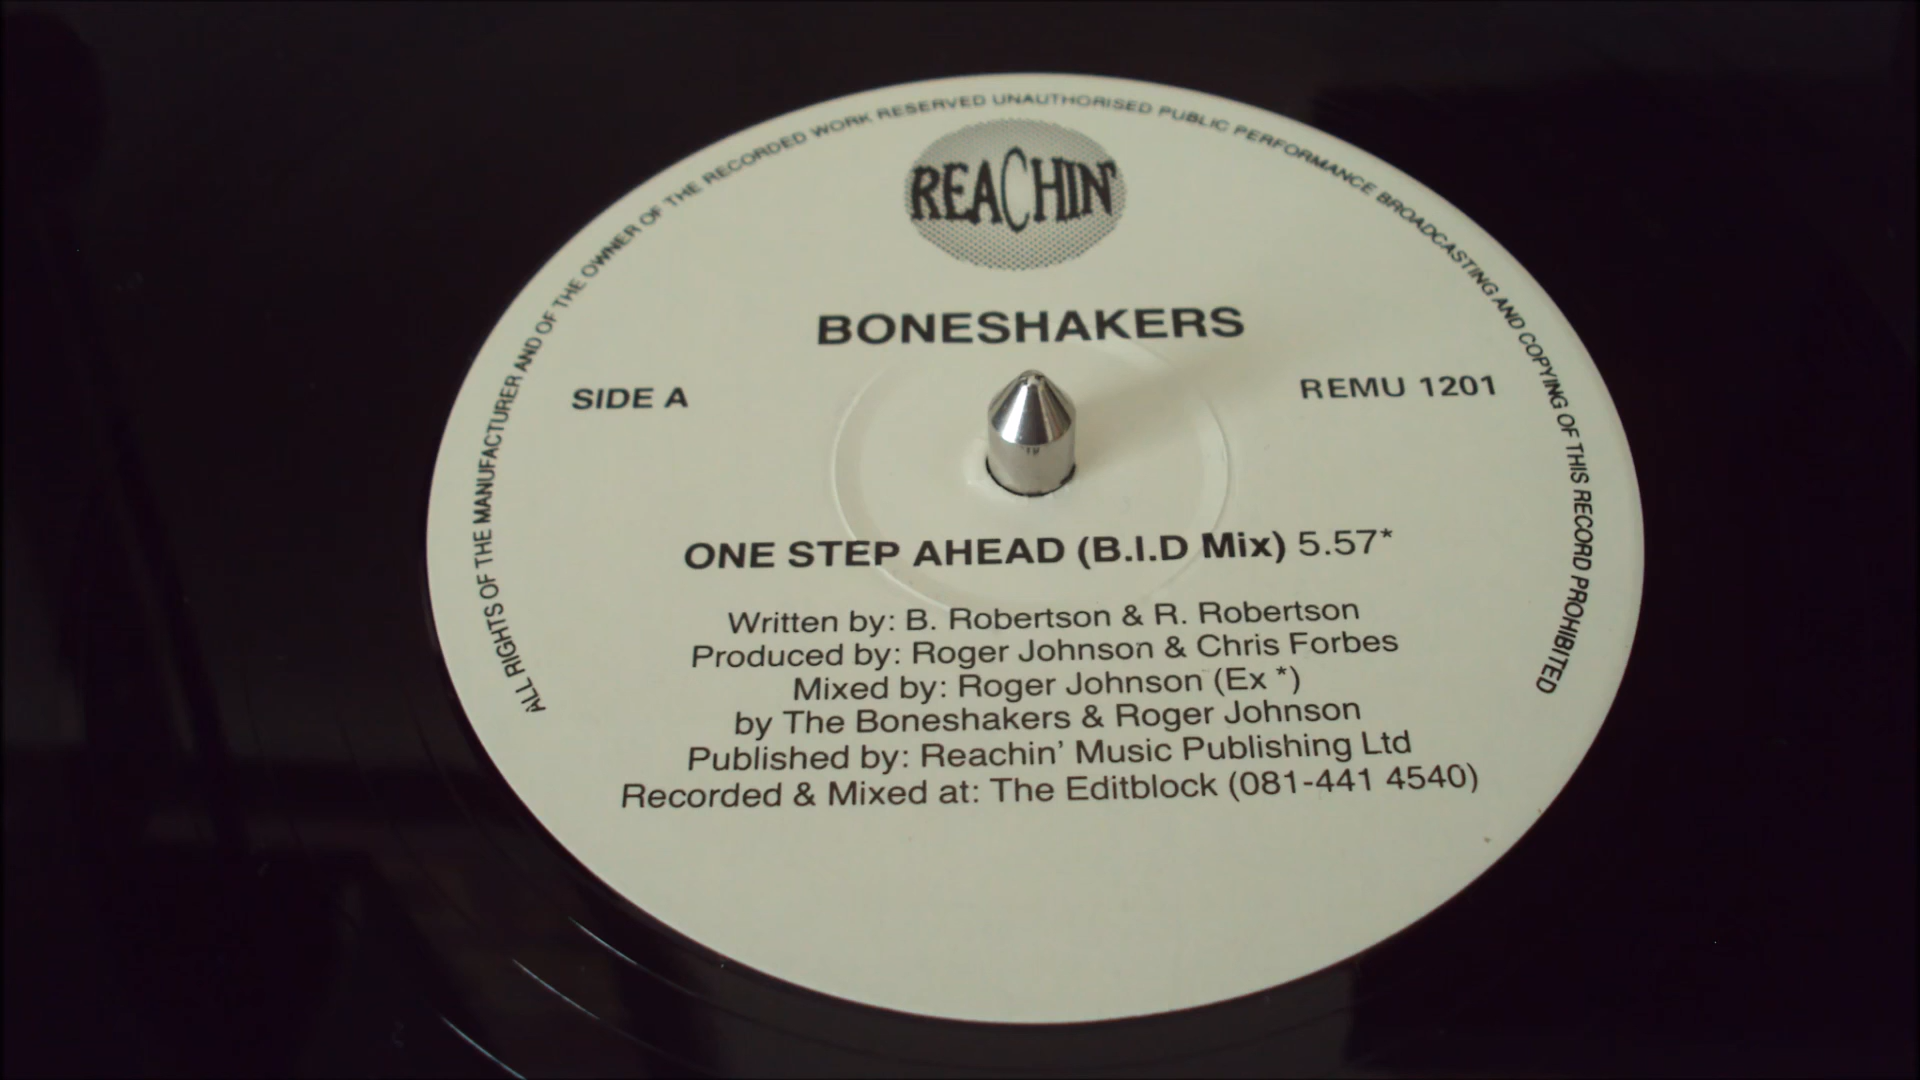 ALL RIGHTS OF THE MANUFACTURER AND OF THE OWNER OF THE RECORDED WORK RESERVED UNAUTHORISED PUBLIC PERFORMANCE BROADCASTING AND COPYING OF THIS RECORD PROHIBITED
REACHIN'
BONESHAKERS
SIDE A
REMU 1201
ONE STEP AHEAD (B.I.D Mix) 5.57*
Written by: B. Robertson & R. Robertson
Produced by: Roger Johnson & Chris Forbes
Mixed by: Roger Johnson (Ex *)
by The Boneshakers & Roger Johnson
Published by: Reachin' Music Publishing Ltd
Recorded & Mixed at: The Editblock (081-441 4540)